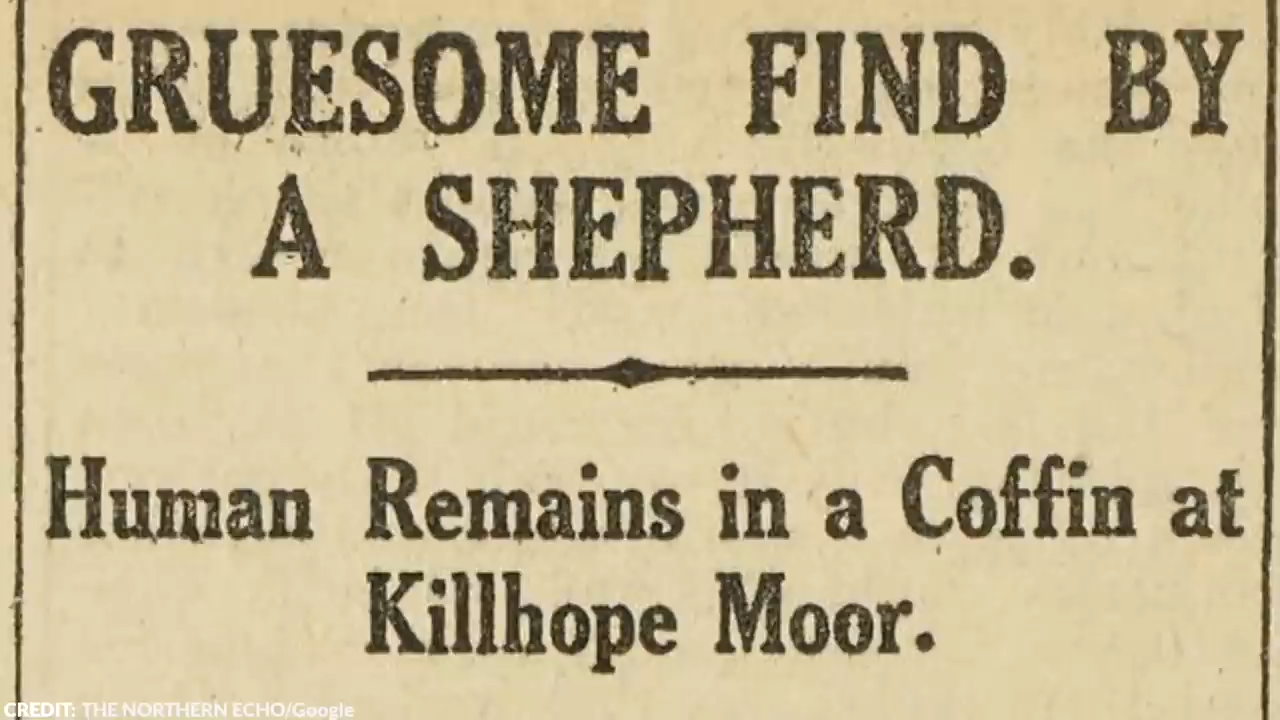 GRUESOME FIND BY
A SHEPHERD.
Human Remains in a Coffin at
Killhope Moor.
CREDIT: THE NORTHERN ECHO/Google